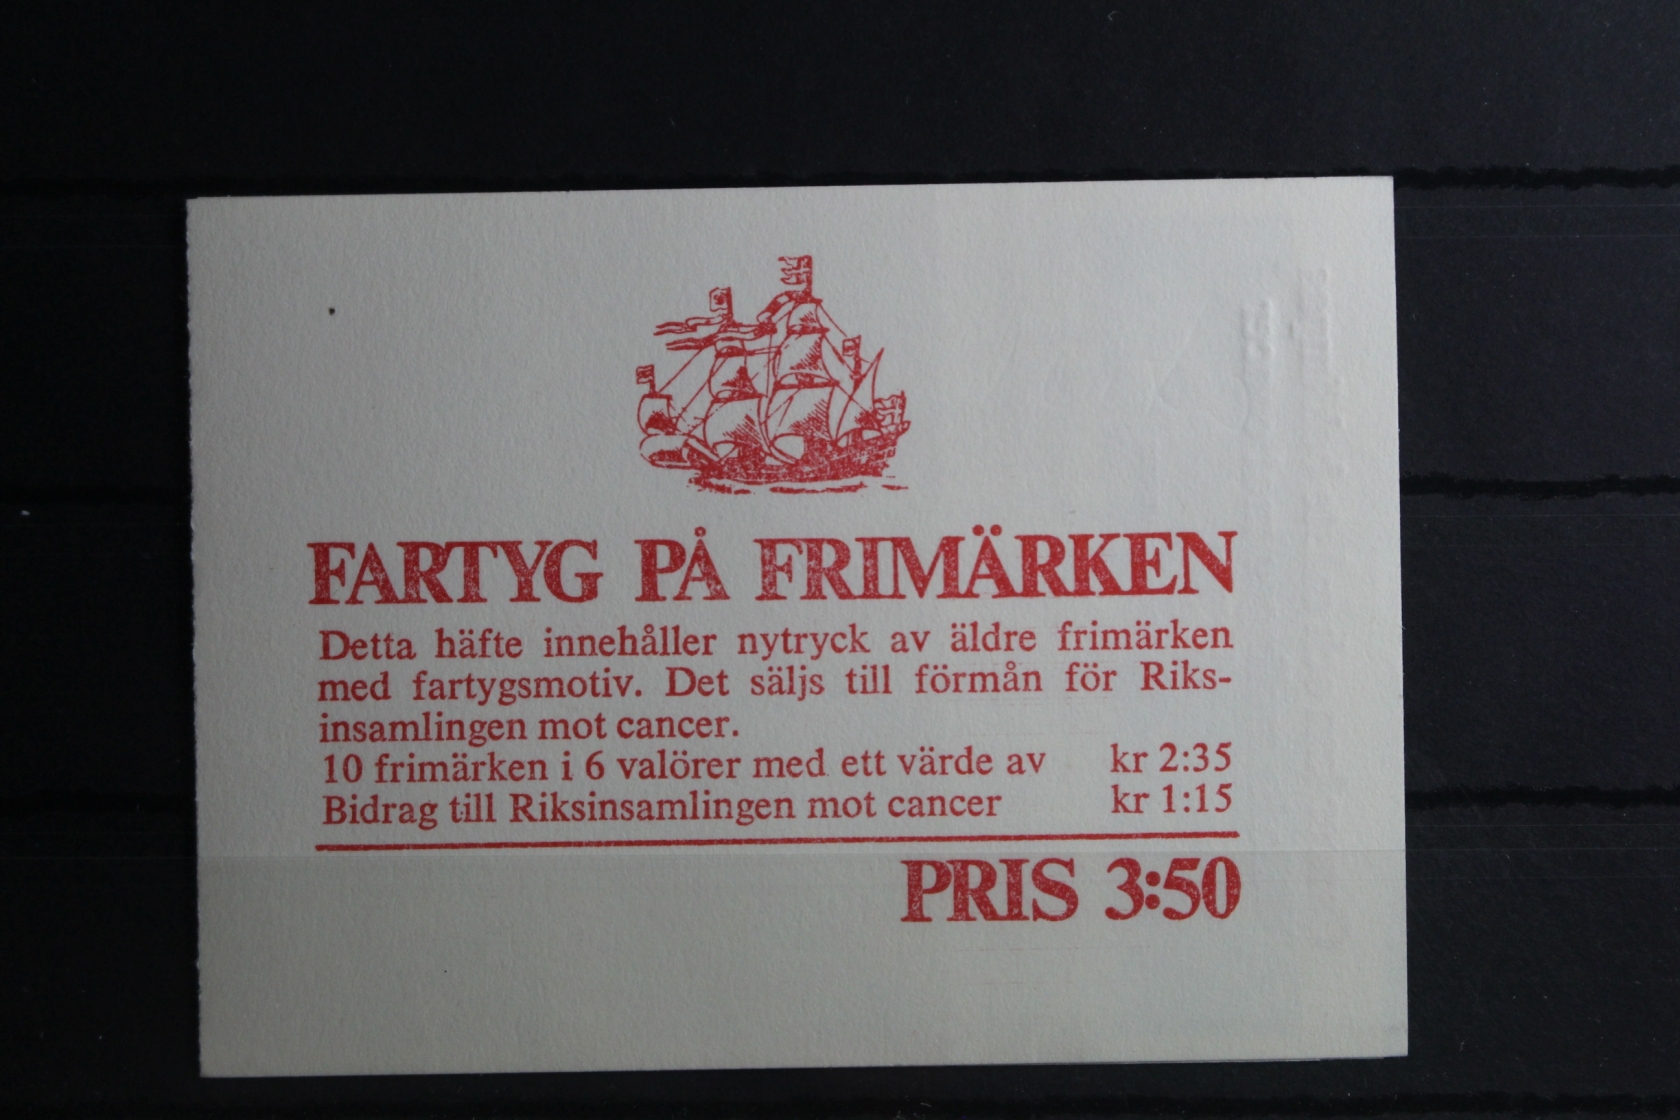 FARTYG PÅ FRIMÄRKEN
Detta häfte innehåller nytryck av äldre frimärken
med fartygsmotiv. Det säljs till förmån för Riks-
insamlingen mot cancer.
10 frimärken i 6 valörer med ett värde av kr 2:35
Bidrag till Riksinsamlingen mot cancer kr 1:15
PRIS 3:50